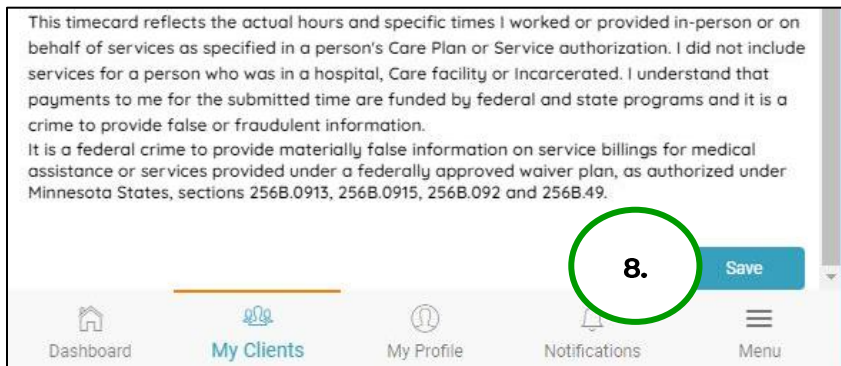 This timecard reflects the actual hours and specific times I worked or provided in-person or on
behalf of services as specified in a person's Care Plan or Service authorization. I did not include
services for a person who was in a hospital, Care facility or Incarcerated. I understand that
payments to me for the submitted time are funded by federal and state programs and it is a
crime to provide false or fraudulent information.
It is a federal crime to provide materially false information on service billings for medical
assistance or services provided under a federally approved waiver plan, as authorized under
Minnesota States, sections 256B.0913, 256B.0915, 256B.092 and 256B.49.
8.
Save
Dashboard
My Clients
My Profile
Notifications
Menu